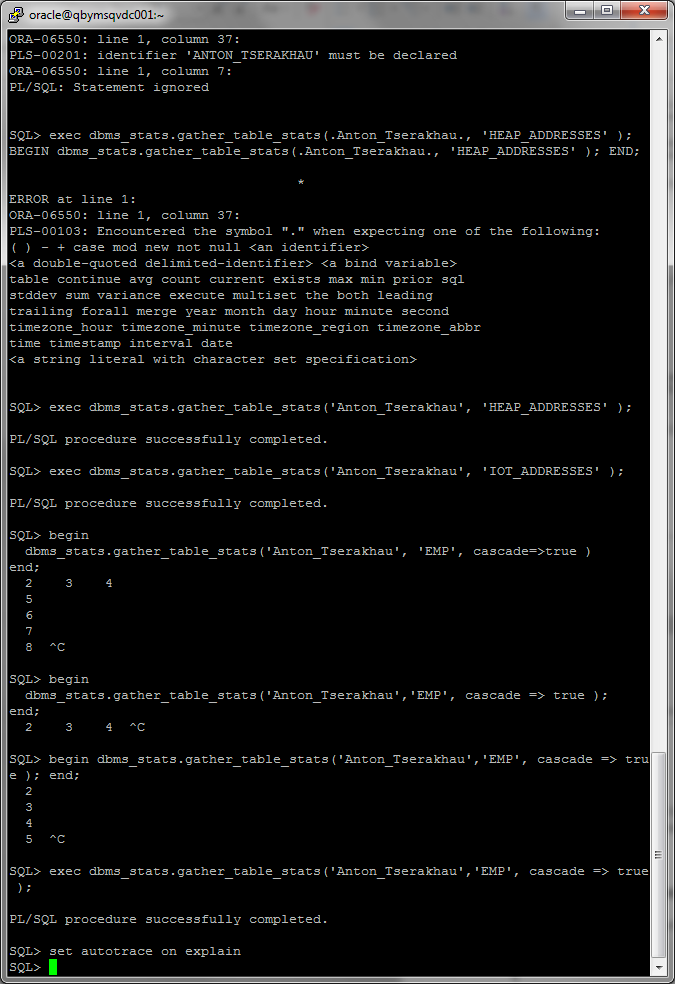 oracle@qbymsqvdc001:~
ORA-06550: line 1, column 37:
PLS-00201: identifier 'ANTON_TSERAKHAU' must be declared
ORA-06550: line 1, column 7:
PL/SQL: Statement ignored
SQL> exec dbms_stats.gather_table_stats(.Anton_Tserakhau., 'HEAP_ADDRESSES' );
BEGIN dbms_stats.gather_table_stats(.Anton_Tserakhau., 'HEAP_ADDRESSES' ); END;
*
ERROR at line 1:
ORA-06550: line 1, column 37:
PLS-00103: Encountered the symbol "." when expecting one of the following:
( ) - + case mod new not null <an identifier>
<a double-quoted delimited-identifier> <a bind variable>
table continue avg count current exists max min prior sql
stddev sum variance execute multiset the both leading
trailing forall merge year month day hour minute second
timezone_hour timezone_minute timezone_region timezone_abbr
time timestamp interval date
<a string literal with character set specification>
SQL> exec dbms_stats.gather_table_stats('Anton_Tserakhau', 'HEAP_ADDRESSES' );
PL/SQL procedure successfully completed.
SQL> exec dbms_stats.gather_table_stats('Anton_Tserakhau', 'IOT_ADDRESSES' );
PL/SQL procedure successfully completed.
SQL> begin
dbms_stats.gather_table_stats('Anton_Tserakhau', 'EMP', cascade=>true )
end;
2 3 4
5
6
7
8 ^C
SQL> begin
dbms_stats.gather_table_stats('Anton_Tserakhau','EMP', cascade => true );
end;
2 3 4 ^C
SQL> begin dbms_stats.gather_table_stats('Anton_Tserakhau','EMP', cascade => tru
e ); end;
2
3
4
5 ^C
SQL> exec dbms_stats.gather_table_stats('Anton_Tserakhau','EMP', cascade => true
);
PL/SQL procedure successfully completed.
SQL> set autotrace on explain
SQL>